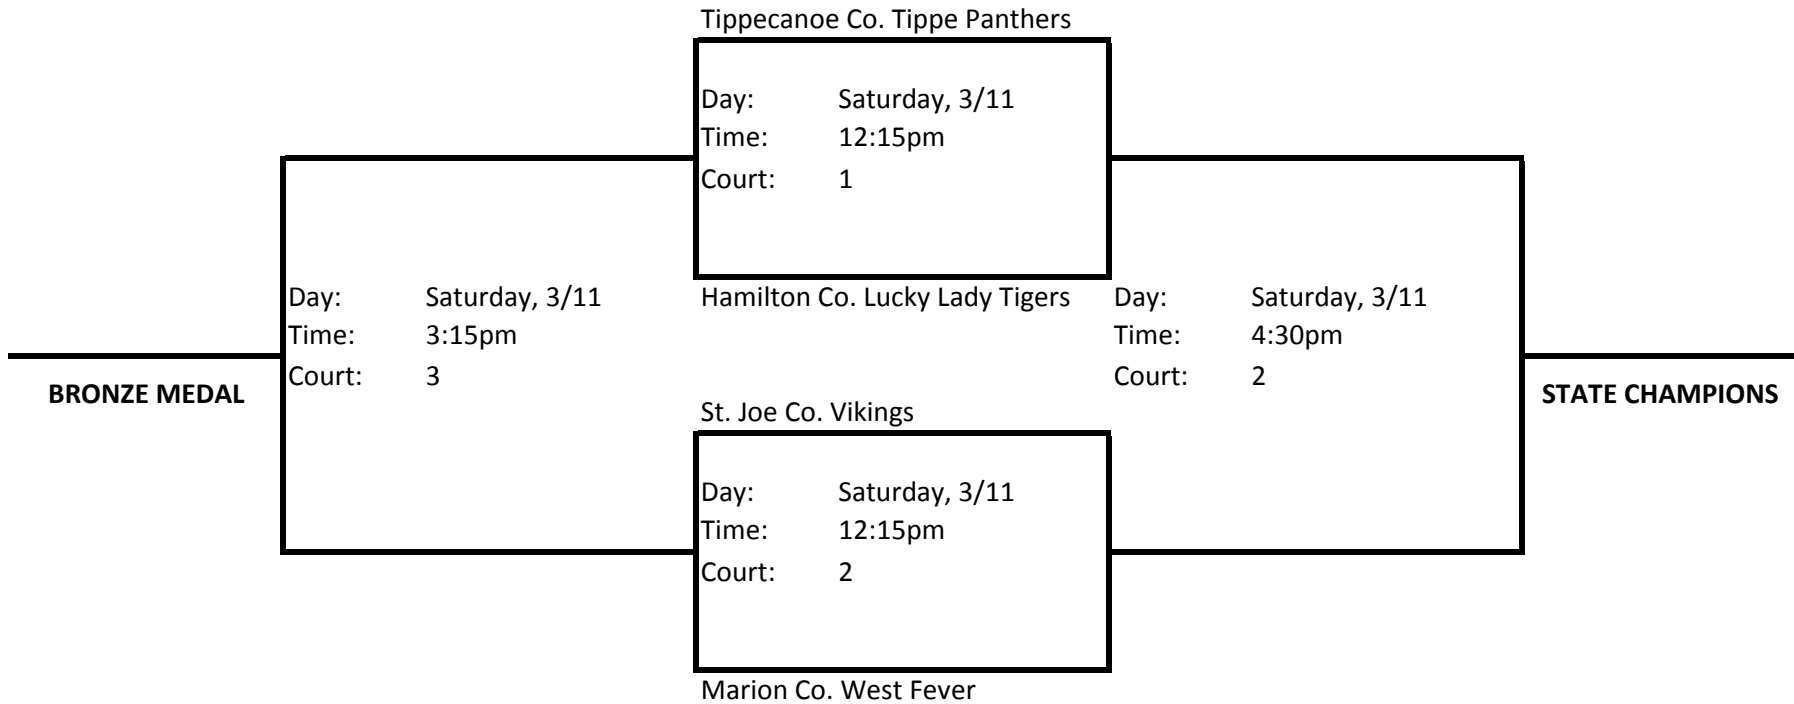 Tippecanoe Co. Tippe Panthers
Day: Saturday, 3/11
Time: 12:15pm
Court: 1
Hamilton Co. Lucky Lady Tigers
Day: Saturday, 3/11
Time: 3:15pm
Court: 3
BRONZE MEDAL
Day: Saturday, 3/11
Time: 4:30pm
Court: 2
STATE CHAMPIONS
St. Joe Co. Vikings
Day: Saturday, 3/11
Time: 12:15pm
Court: 2
Marion Co. West Fever